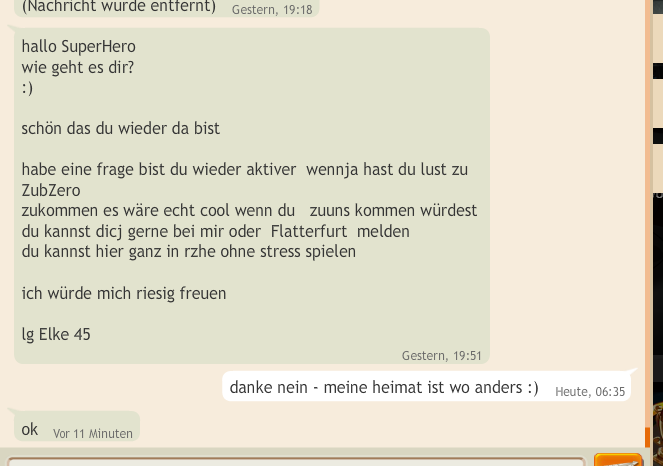 (Nachricht wurde entfernt) Gestern, 19:18
hallo SuperHero
wie geht es dir?
:)
schön das du wieder da bist
habe eine frage bist du wieder aktiver wennja hast du lust zu
ZubZero
zukommen es wäre echt cool wenn du zuuns kommen würdest
du kannst dicj gerne bei mir oder Flatterfurt melden
du kannst hier ganz in rzhe ohne stress spielen
ich würde mich riesig freuen
lg Elke 45
Gestern, 19:51
danke nein - meine heimat ist wo anders :) Heute, 06:35
ok Vor 11 Minuten